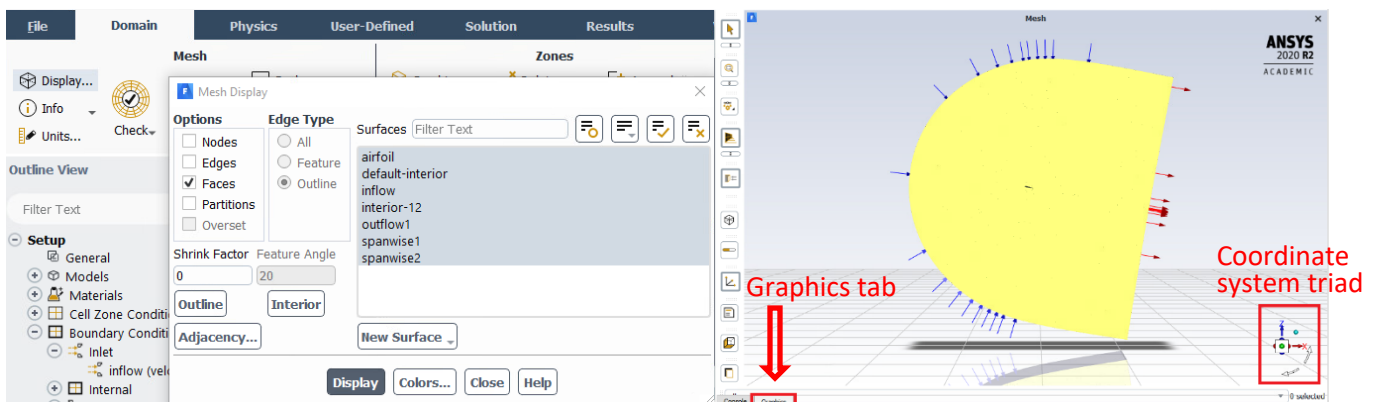 File Domain Physics User-Defined Solution Results
Mesh Zones
Display...
Info
Units...
Check
Outline View
Filter Text
Setup
General
Models
Materials
Cell Zone Conditi
Boundary Conditi
Inlet
inflow (velo
Internal
Mesh Display
Options
Nodes
Edges
Faces
Partitions
Overset
Edge Type
All
Feature
Outline
Shrink Factor Feature Angle
0 20
Outline Interior
Adjacency...
Surfaces Filter Text
airfoil
default-interior
inflow
interior-12
outflow1
spanwise1
spanwise2
New Surface
Display Colors... Close Help
Mesh
ANSYS
2020 R2
ACADEMIC
Graphics tab
Coordinate
system triad
Z
X
0 selected
Console